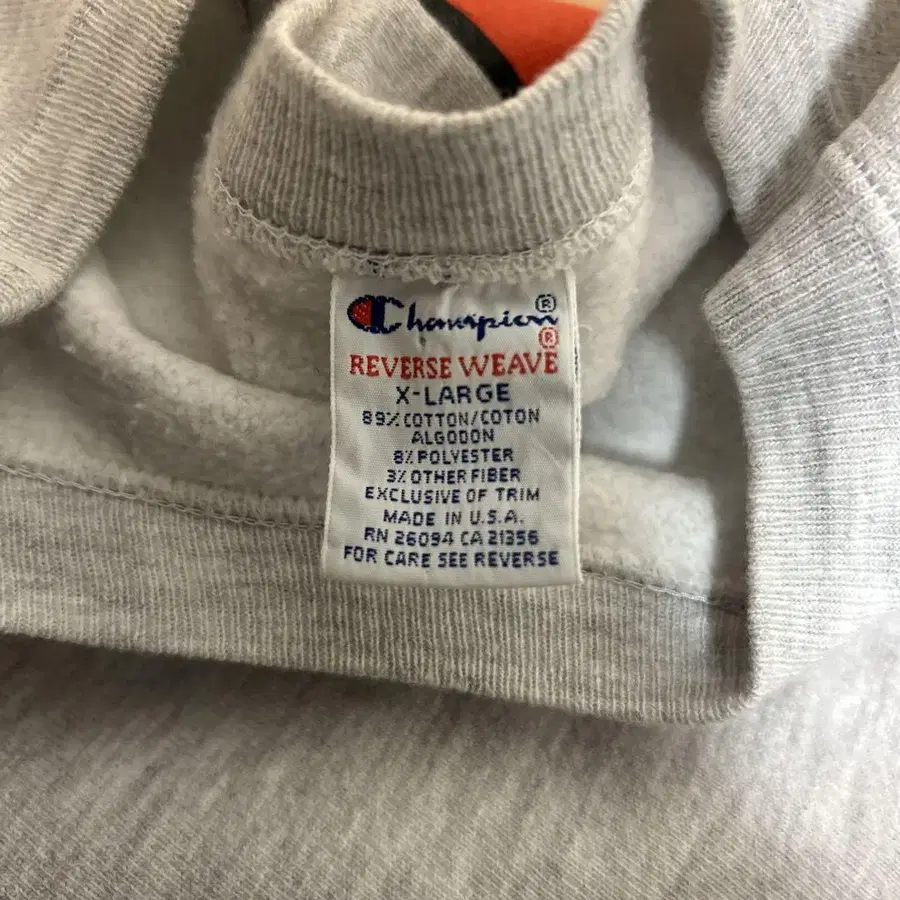 Champion®
®
REVERSE WEAVE
X-LARGE
89% COTTON/COTON
ALGODON
8% POLYESTER
3% OTHER FIBER
EXCLUSIVE OF TRIM
MADE IN U.S.A.
RN 26094 CA 21356
FOR CARE SEE REVERSE